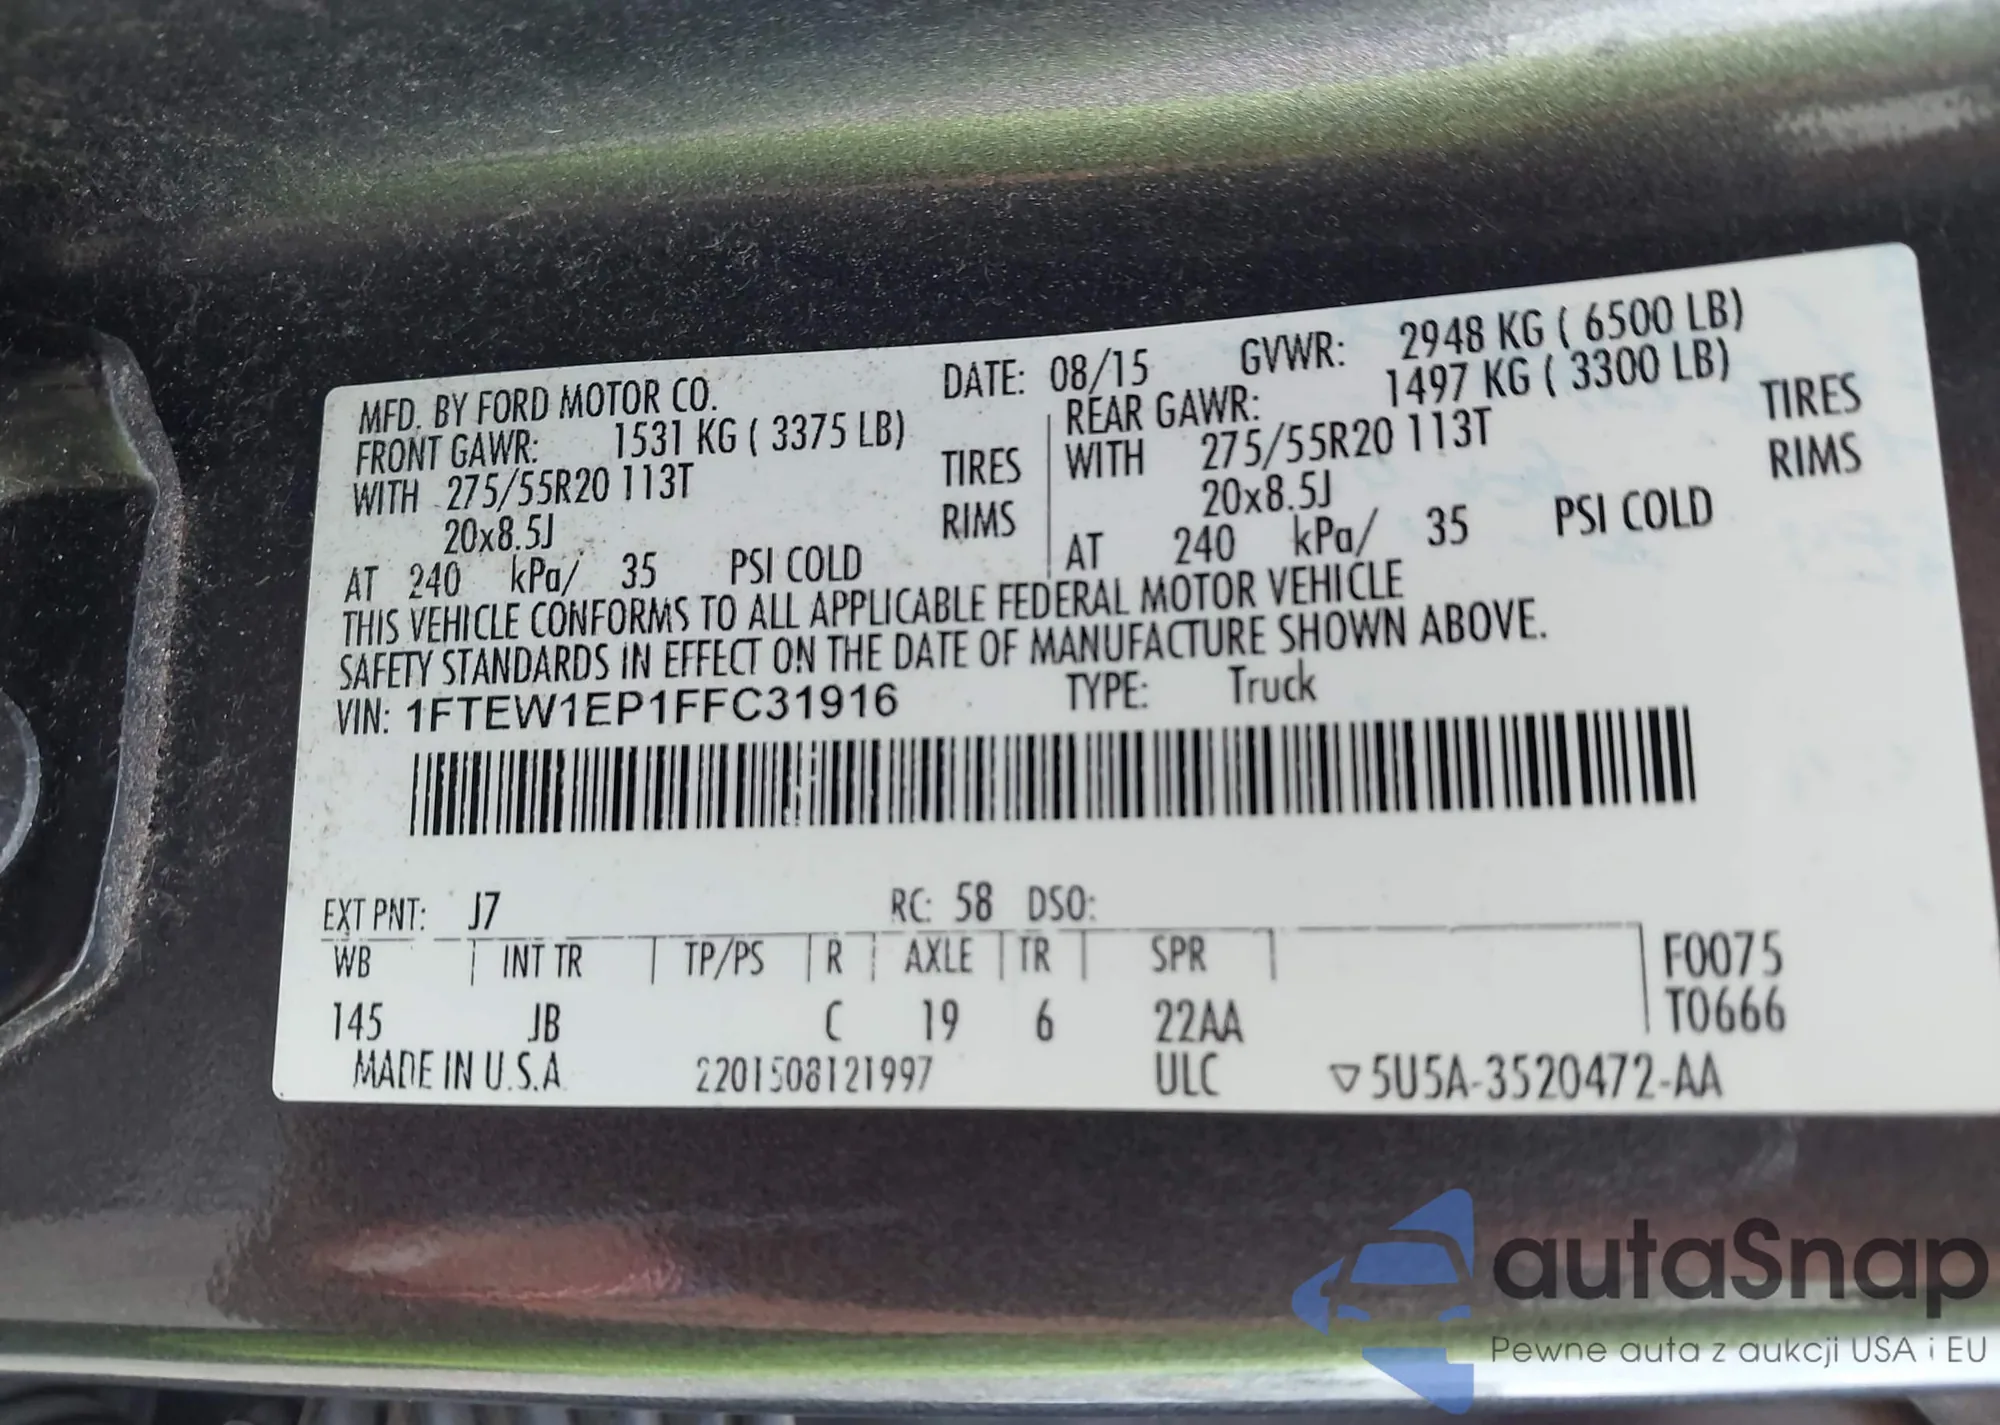 MFD. BY FORD MOTOR CO. DATE: 08/15 GVWR: 2948 KG ( 6500 LB)
FRONT GAWR: 1531 KG ( 3375 LB) REAR GAWR: 1497 KG ( 3300 LB)
WITH 275/55R20 113T TIRES WITH 275/55R20 113T TIRES
20x8.5J RIMS 20x8.5J RIMS
AT 240 kPa/ 35 PSI COLD AT 240 kPa/ 35 PSI COLD
THIS VEHICLE CONFORMS TO ALL APPLICABLE FEDERAL MOTOR VEHICLE
SAFETY STANDARDS IN EFFECT ON THE DATE OF MANUFACTURE SHOWN ABOVE.
VIN: 1FTEW1EP1FFC31916 TYPE: Truck
EXT PNT: J7 RC: 58 DSO:
WB INT TR TP/PS R AXLE TR SPR F0075
145 JB C 19 6 22AA T0666
MADE IN U.S.A 2201508121997 ULC ▽5U5A-3520472-AA
autaSnap
Pewne auta z aukcji USA i EU